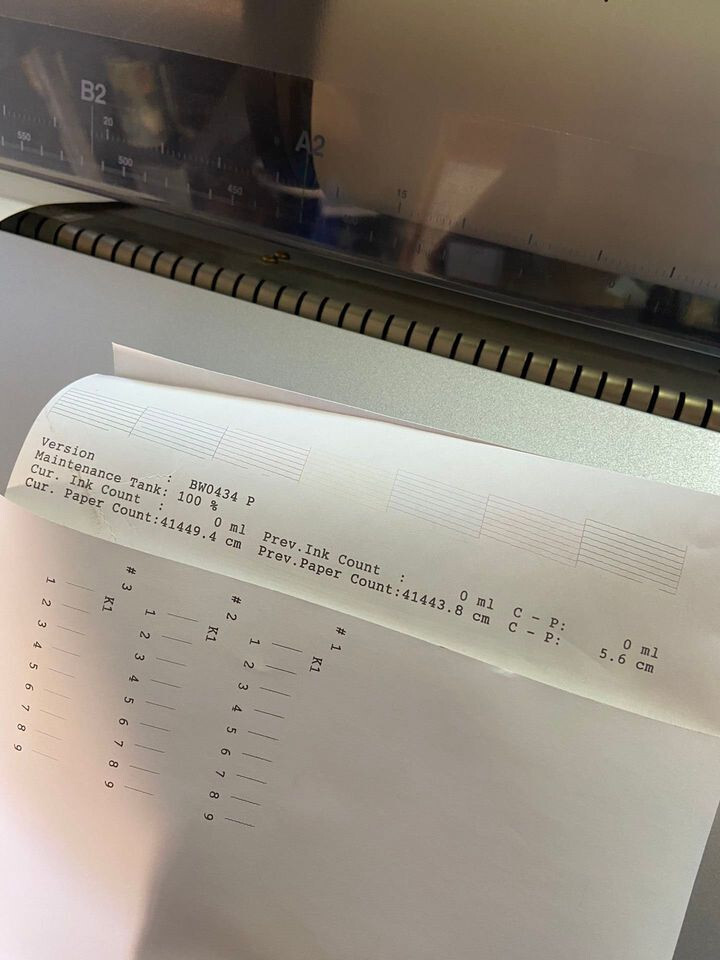 B2
A2
20
15
550
500
450
Version : BW0434 P
Maintenance Tank: 100 %
Cur. Ink Count : 0 ml Prev.Ink Count : 0 ml C - P: 0 ml
Cur. Paper Count:41449.4 cm Prev.Paper Count:41443.8 cm C - P: 5.6 cm
# 1
K1
1 2 3 4 5 6 7 8 9
# 2
K1
1 2 3 4 5 6 7 8 9
# 3
K1
1 2 3 4 5 6 7 8 9